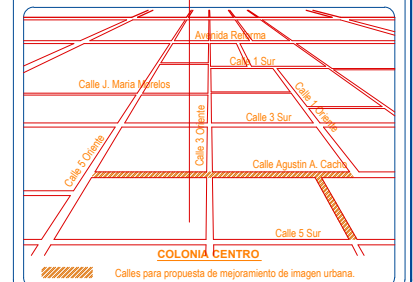 Avenida Reforma
Calle 1 Sur
Calle J. Maria Morelos
Calle 1 Oriente
Calle 3 Oriente
Calle 3 Sur
Calle 5 Oriente
Calle Agustin A. Cacho
Calle 5 Sur
COLONIA CENTRO
Calles para propuesta de mejoramiento de imagen urbana.